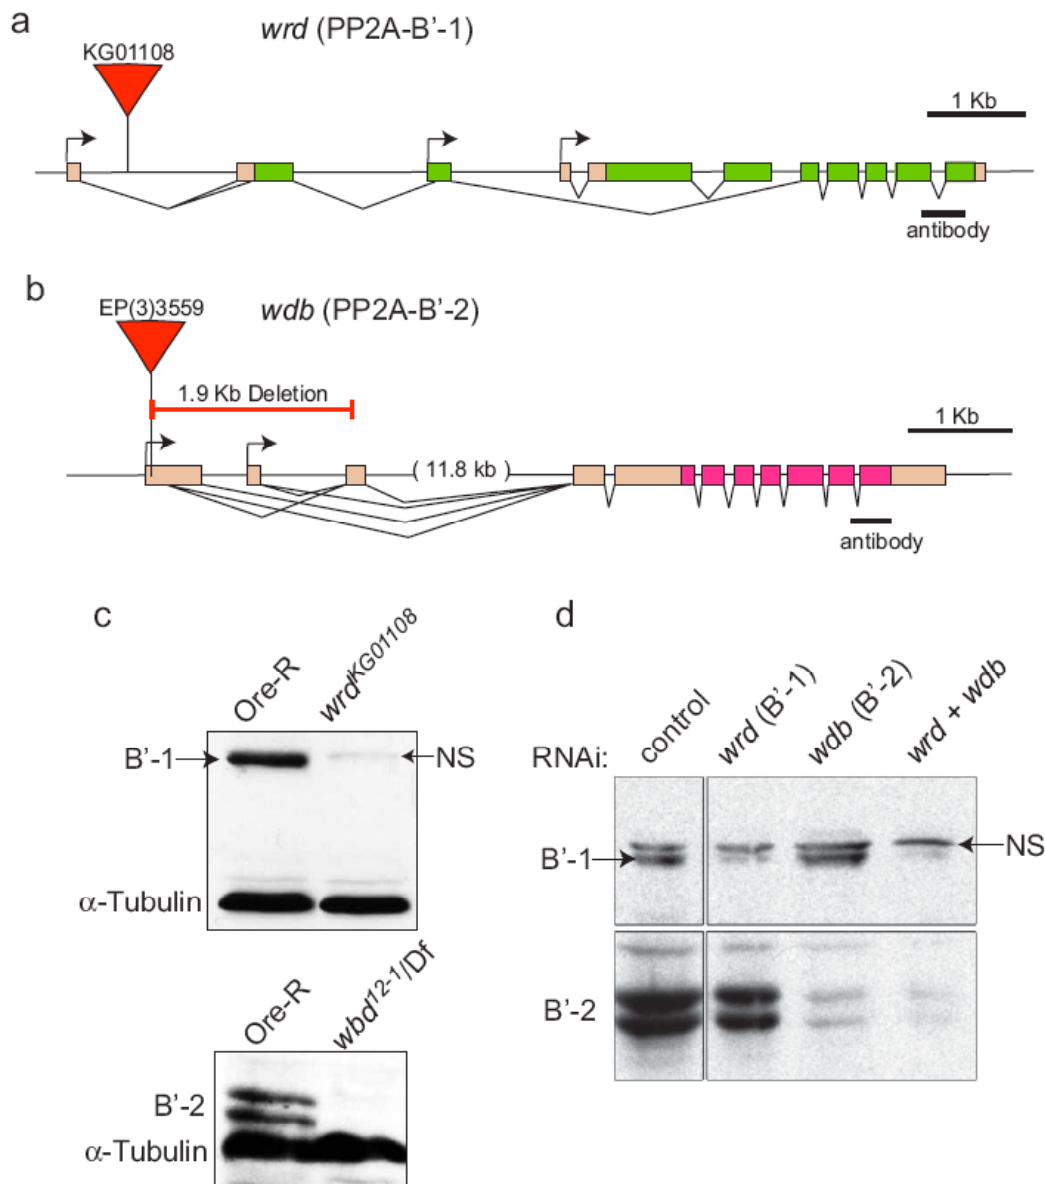 a
wrd (PP2A-B'-1)
KG01108
1 Kb
antibody
b
wdb (PP2A-B'-2)
EP(3)3559
1.9 Kb Deletion
1 Kb
( 11.8 kb )
antibody
c
Ore-R
wrdKG01108
B'-1
NS
α-Tubulin
Ore-R
wbd12-1/Df
B'-2
α-Tubulin
d
RNAi:
control
wrd (B'-1)
wdb (B'-2)
wrd + wdb
B'-1
NS
B'-2